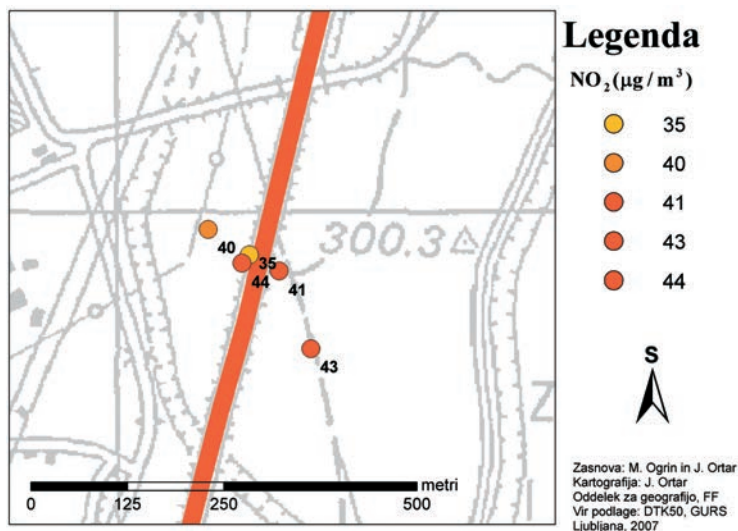 Legenda
NO₂ (µg / m³)
35
40
41
43
44
300.3
40
35
44
41
43
Z
metri
0 125 250 500
S
Zasnova: M. Ogrin in J. Ortar
Kartografija: J. Ortar
Oddelek za geografijo, FF
Vir podlage: DTK50, GURS
Ljubljana, 2007